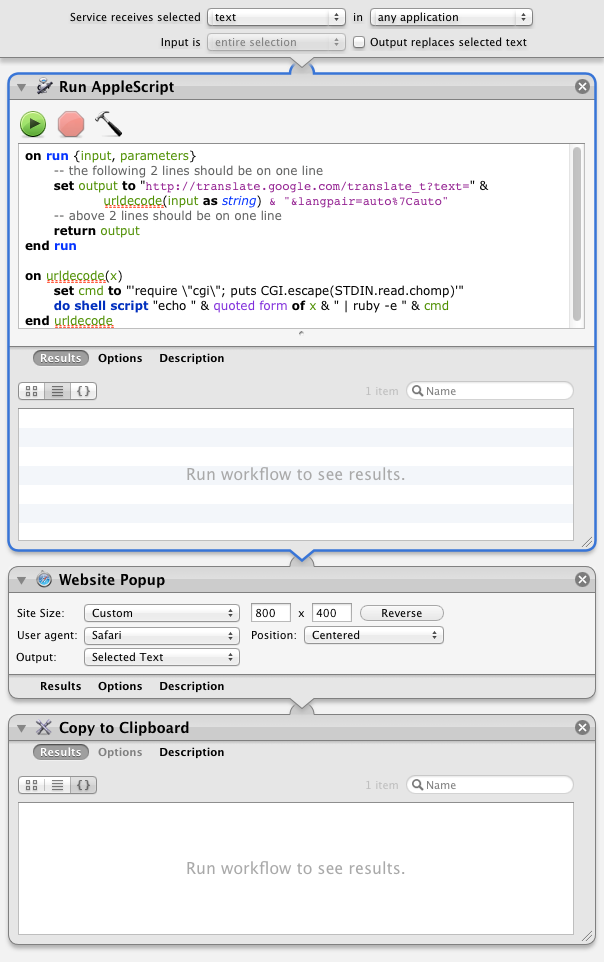 Service receives selected text in any application
Input is entire selection Output replaces selected text
Run AppleScript
on run {input, parameters}
-- the following 2 lines should be on one line
set output to "http://translate.google.com/translate_t?text=" &
urldecode(input as string) & "&langpair=auto%7Cauto"
-- above 2 lines should be on one line
return output
end run
on urldecode(x)
set cmd to "'require \"cgi\"; puts CGI.escape(STDIN.read.chomp)'"
do shell script "echo " & quoted form of x & " | ruby -e " & cmd
end urldecode
Results Options Description
{} 1 item Name
Run workflow to see results.
Website Popup
Site Size: Custom 800 x 400 Reverse
User agent: Safari Position: Centered
Output: Selected Text
Results Options Description
Copy to Clipboard
Results Options Description
{} 1 item Name
Run workflow to see results.